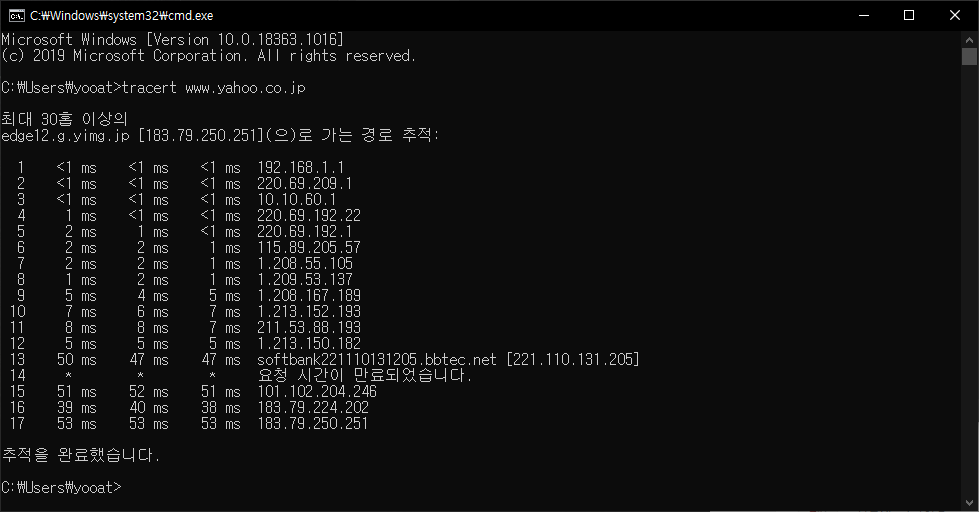 C:₩Windows₩system32₩cmd.exe
Microsoft Windows [Version 10.0.18363.1016]
(c) 2019 Microsoft Corporation. All rights reserved.
C:₩Users₩yooat>tracert www.yahoo.co.jp
최대 30홉 이상의
edge12.g.yimg.jp [183.79.250.251](으)로 가는 경로 추적:
1 <1 ms <1 ms <1 ms 192.168.1.1
2 <1 ms <1 ms <1 ms 220.69.209.1
3 <1 ms <1 ms <1 ms 10.10.60.1
4 1 ms <1 ms <1 ms 220.69.192.22
5 2 ms 1 ms <1 ms 220.69.192.1
6 2 ms 2 ms 1 ms 115.89.205.57
7 2 ms 2 ms 1 ms 1.208.55.105
8 1 ms 2 ms 1 ms 1.209.53.137
9 5 ms 4 ms 5 ms 1.208.167.189
10 7 ms 6 ms 7 ms 1.213.152.193
11 8 ms 8 ms 7 ms 211.53.88.193
12 5 ms 5 ms 5 ms 1.213.150.182
13 50 ms 47 ms 47 ms softbank221110131205.bbtec.net [221.110.131.205]
14 * * * 요청 시간이 만료되었습니다.
15 51 ms 52 ms 51 ms 101.102.204.246
16 39 ms 40 ms 38 ms 183.79.224.202
17 53 ms 53 ms 53 ms 183.79.250.251
추적을 완료했습니다.
C:₩Users₩yooat>